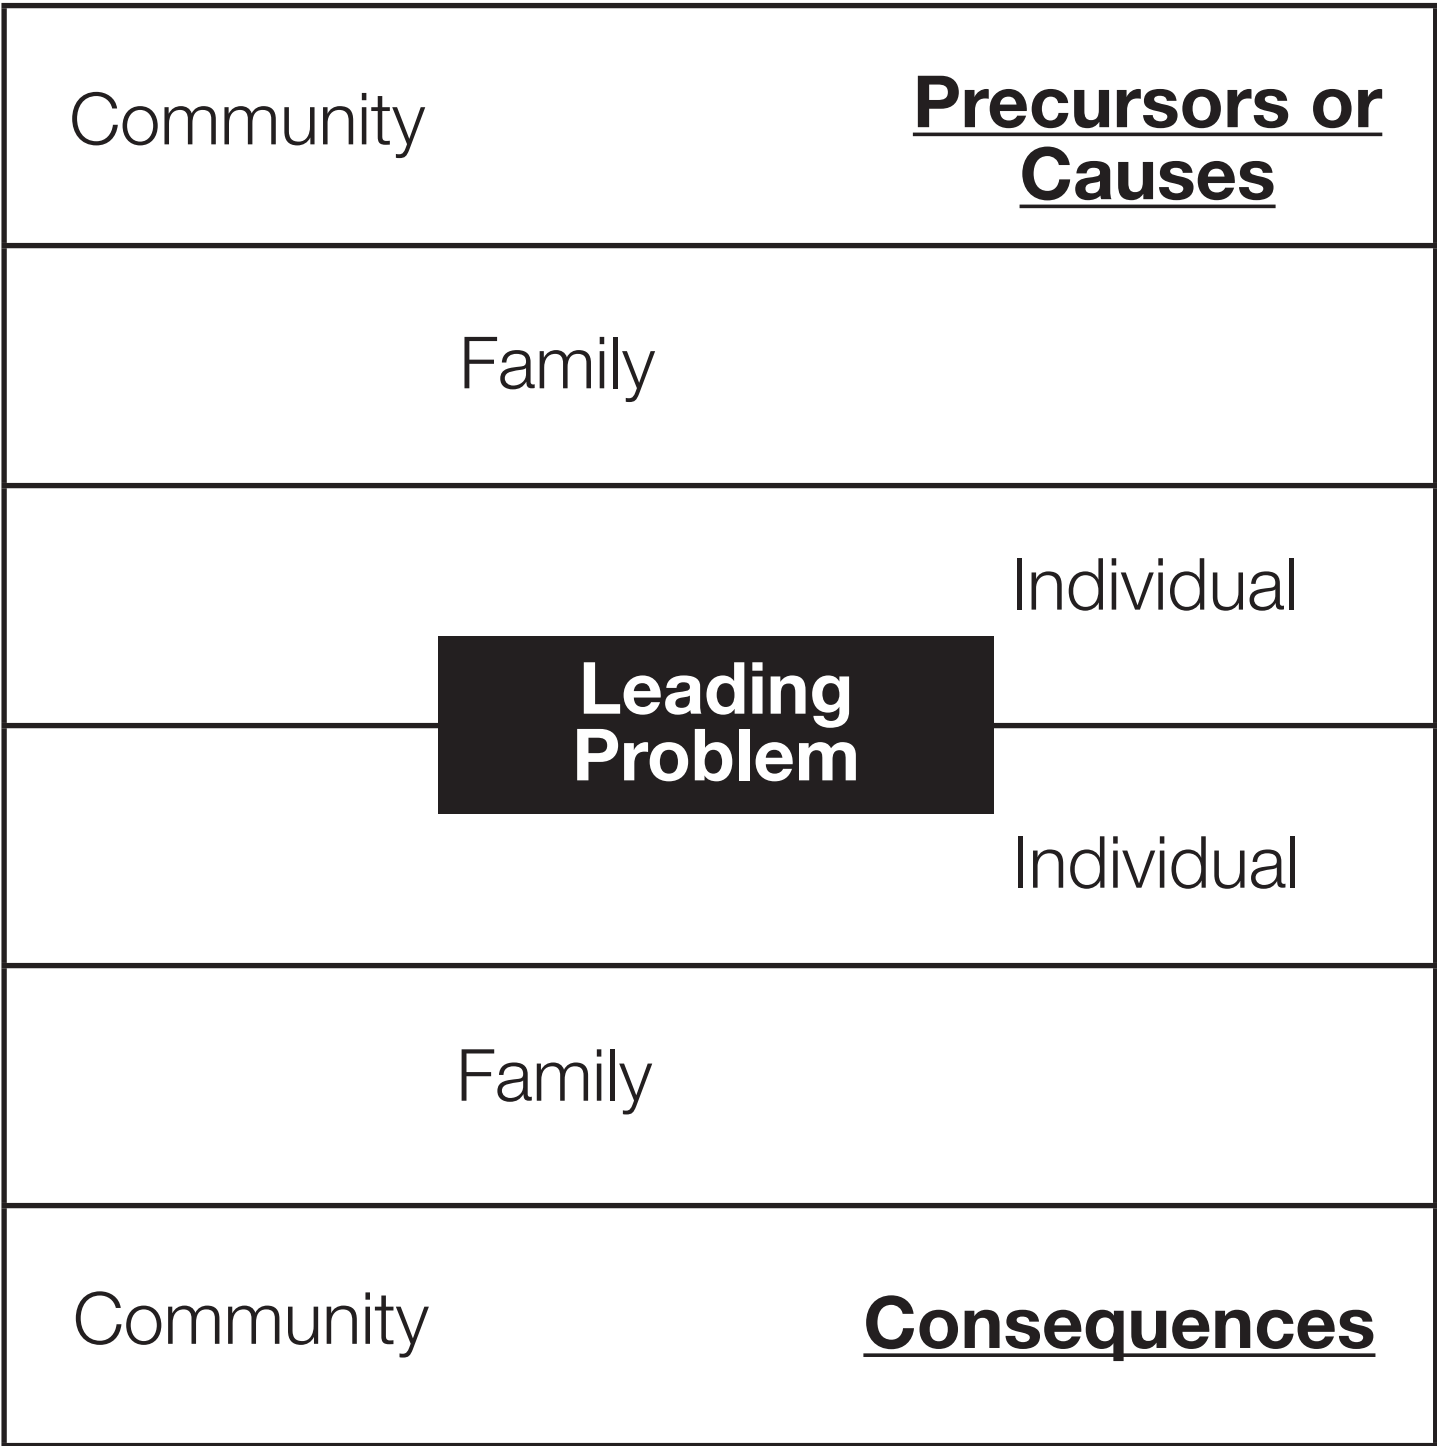 Community
Precursors or
Causes
Family
Individual
Leading
Problem
Individual
Family
Community
Consequences